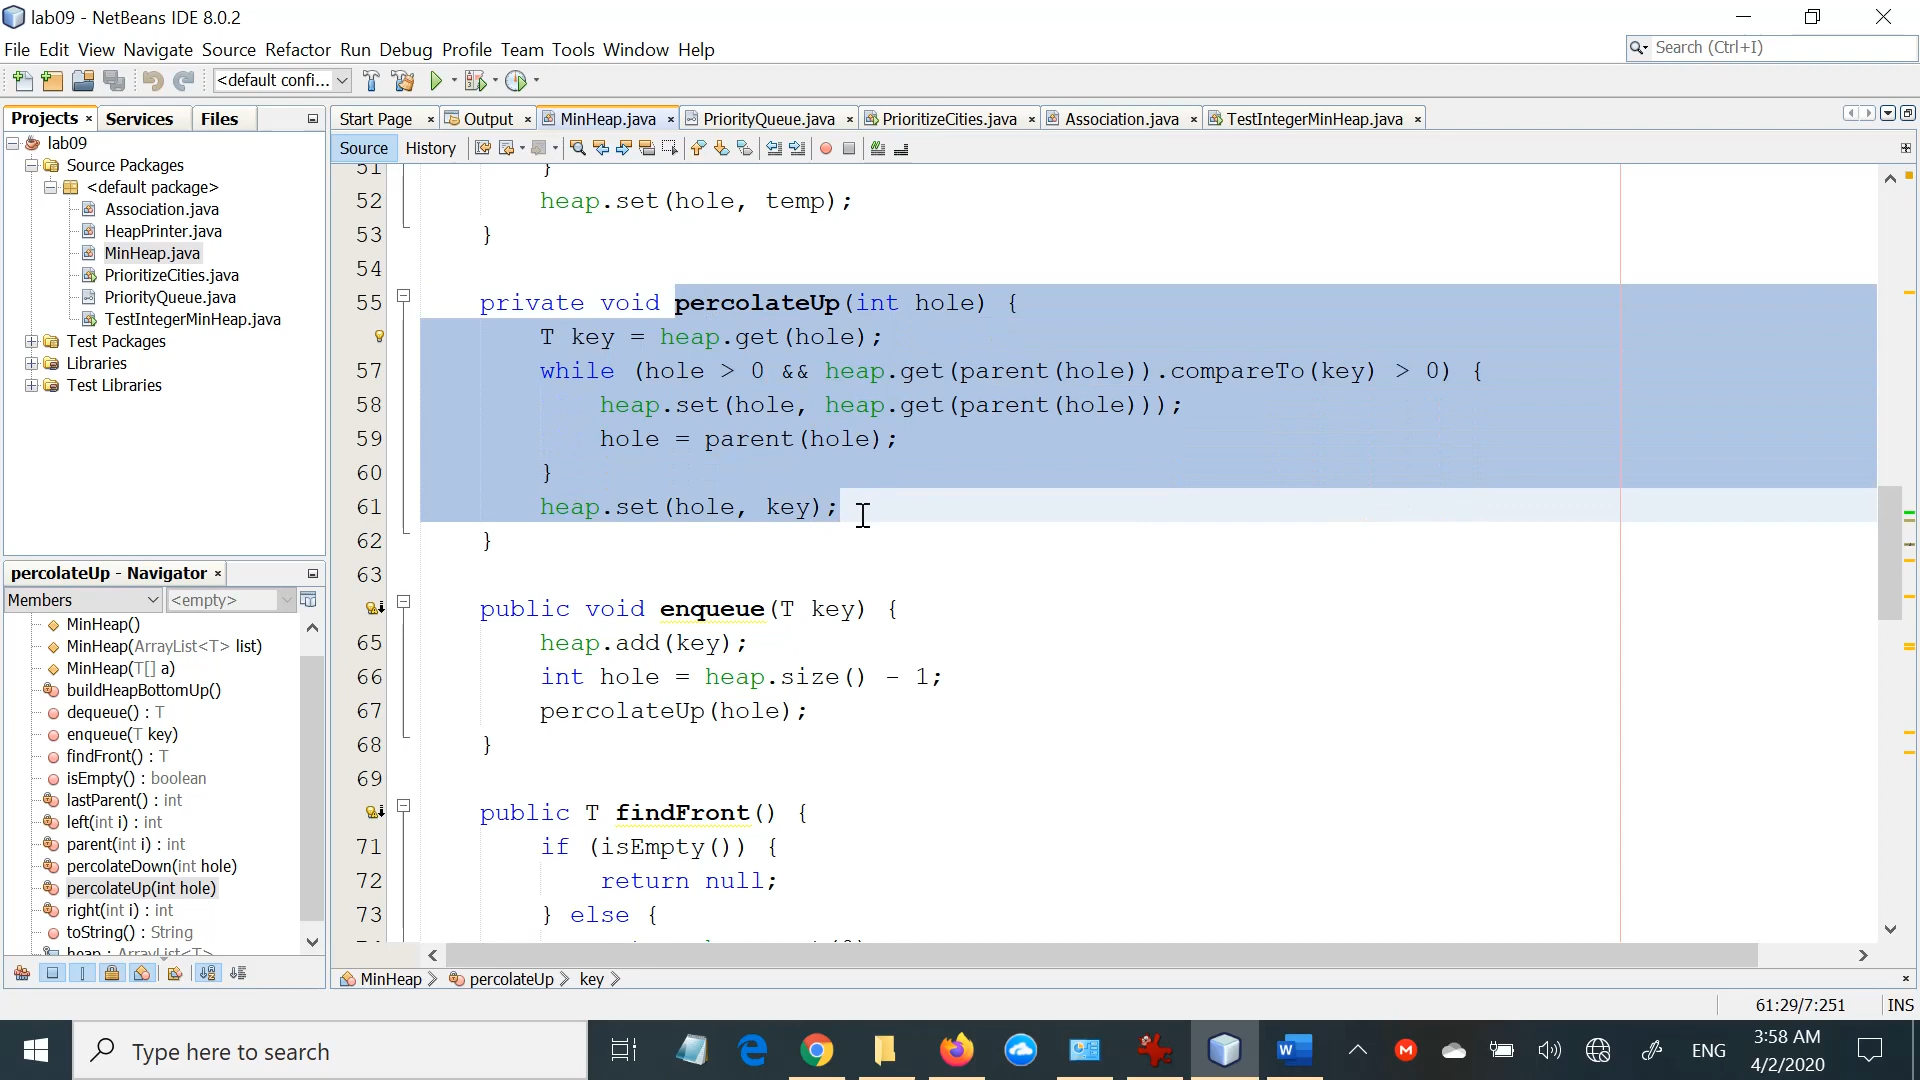 lab09 - NetBeans IDE 8.0.2
File Edit View Navigate Source Refactor Run Debug Profile Team Tools Window Help
Search (Ctrl+I)
<default confi...
Projects × Services Files
Start Page × Output × MinHeap.java × PriorityQueue.java × PrioritizeCities.java × Association.java × TestIntegerMinHeap.java ×
lab09
Source Packages
<default package>
Association.java
HeapPrinter.java
MinHeap.java
PrioritizeCities.java
PriorityQueue.java
TestIntegerMinHeap.java
Test Packages
Libraries
Test Libraries
percolateUp - Navigator ×
Members
<empty>
MinHeap()
MinHeap(ArrayList<T> list)
MinHeap(T[] a)
buildHeapBottomUp()
dequeue() : T
enqueue(T key)
findFront() : T
isEmpty() : boolean
lastParent() : int
left(int i) : int
parent(int i) : int
percolateDown(int hole)
percolateUp(int hole)
right(int i) : int
toString() : String
heap : ArrayList<T>
Source History
51 }
52 heap.set(hole, temp);
53 }
54
55 private void percolateUp(int hole) {
T key = heap.get(hole);
57 while (hole > 0 && heap.get(parent(hole)).compareTo(key) > 0) {
58 heap.set(hole, heap.get(parent(hole)));
59 hole = parent(hole);
60 }
61 heap.set(hole, key);
62 }
63
public void enqueue(T key) {
65 heap.add(key);
66 int hole = heap.size() - 1;
67 percolateUp(hole);
68 }
69
public T findFront() {
71 if (isEmpty()) {
72 return null;
73 } else {
MinHeap percolateUp key
61:29/7:251 INS
Type here to search
ENG
3:58 AM
4/2/2020